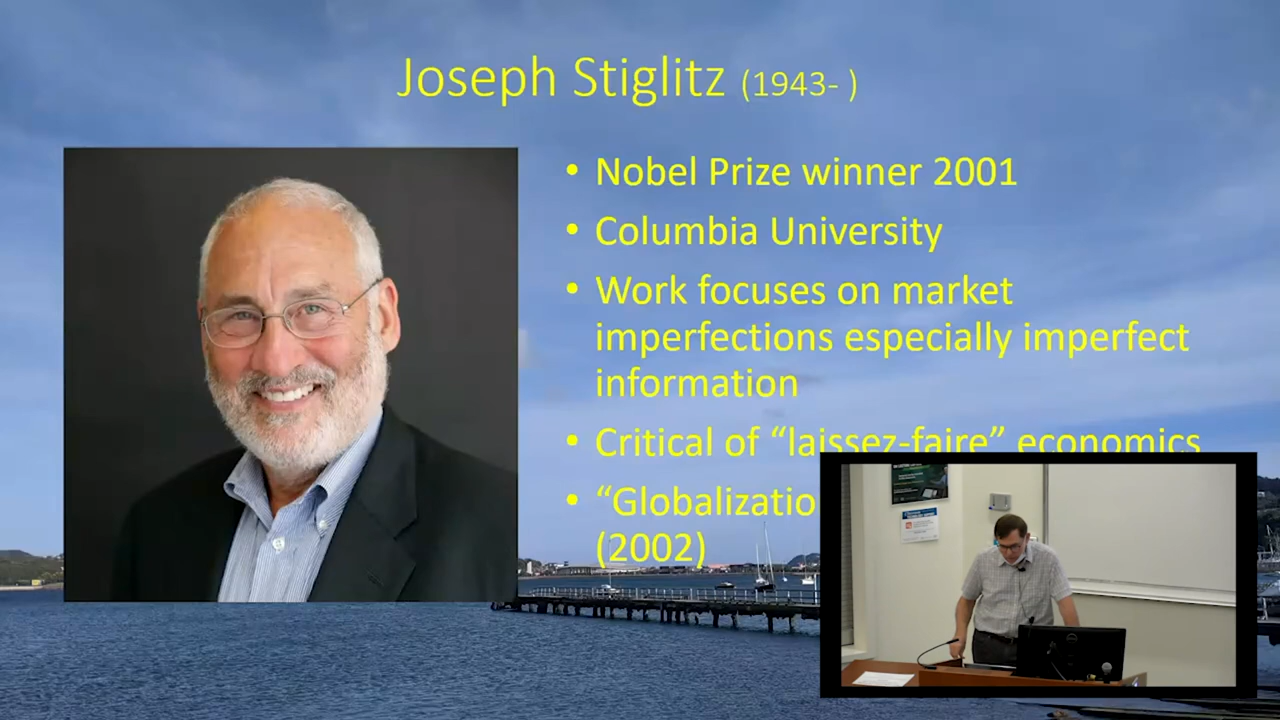 Joseph Stiglitz (1943- )
• Nobel Prize winner 2001
• Columbia University
• Work focuses on market
imperfections especially imperfect
information
• Critical of “laissez-faire” economics
• “Globalizatio
(2002)